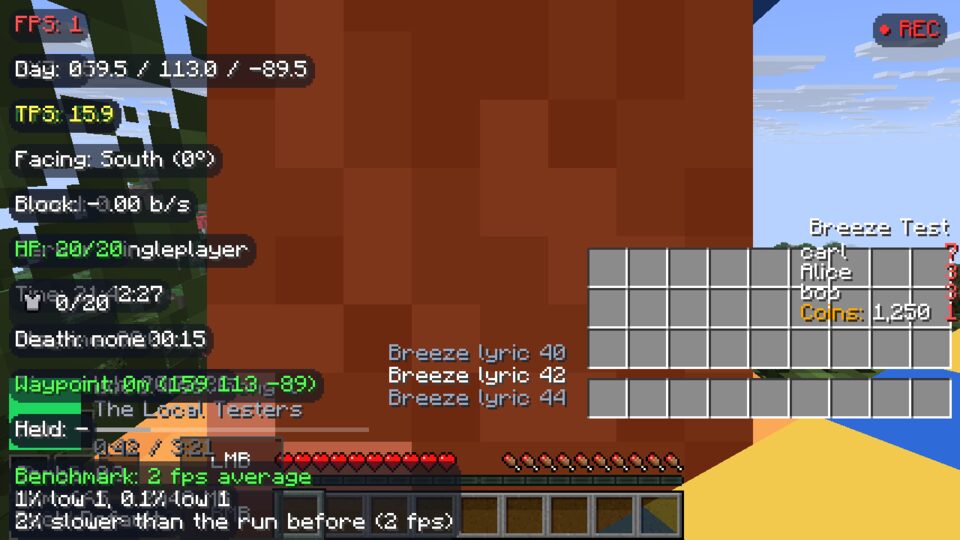 FPS: 1
REC
Day: 059.5 / 113.0 / -89.5
TPS: 15.9
Facing: South (0°)
Block: -0.00 b/s
HP: 20/20
ingleplayer
Breeze Test
carl 7
Alice 3
bob 3
Coins: 1,250 1
2:27
0/20
Death: none 00:15
Breeze lyric 40
Breeze lyric 42
Breeze lyric 44
Waypoint: 0m (159 113 -89)
The Local Testers
Held: -
0:42 / 3:21
LMB
Benchmark: 2 fps average
1% low 1, 0.1% low 1
2% slower than the run before (2 fps)